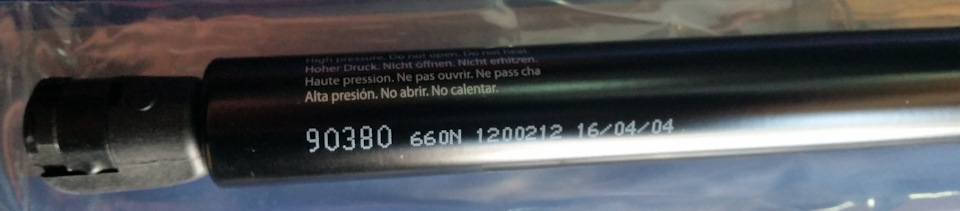 High pressure. Do not open. Do not heat.
Hoher Druck. Nicht öffnen. Nicht erhitzen.
Haute pression. Ne pas ouvrir. Ne pass cha
Alta presión. No abrir. No calentar.
90380 660N 1200212 16/04/04